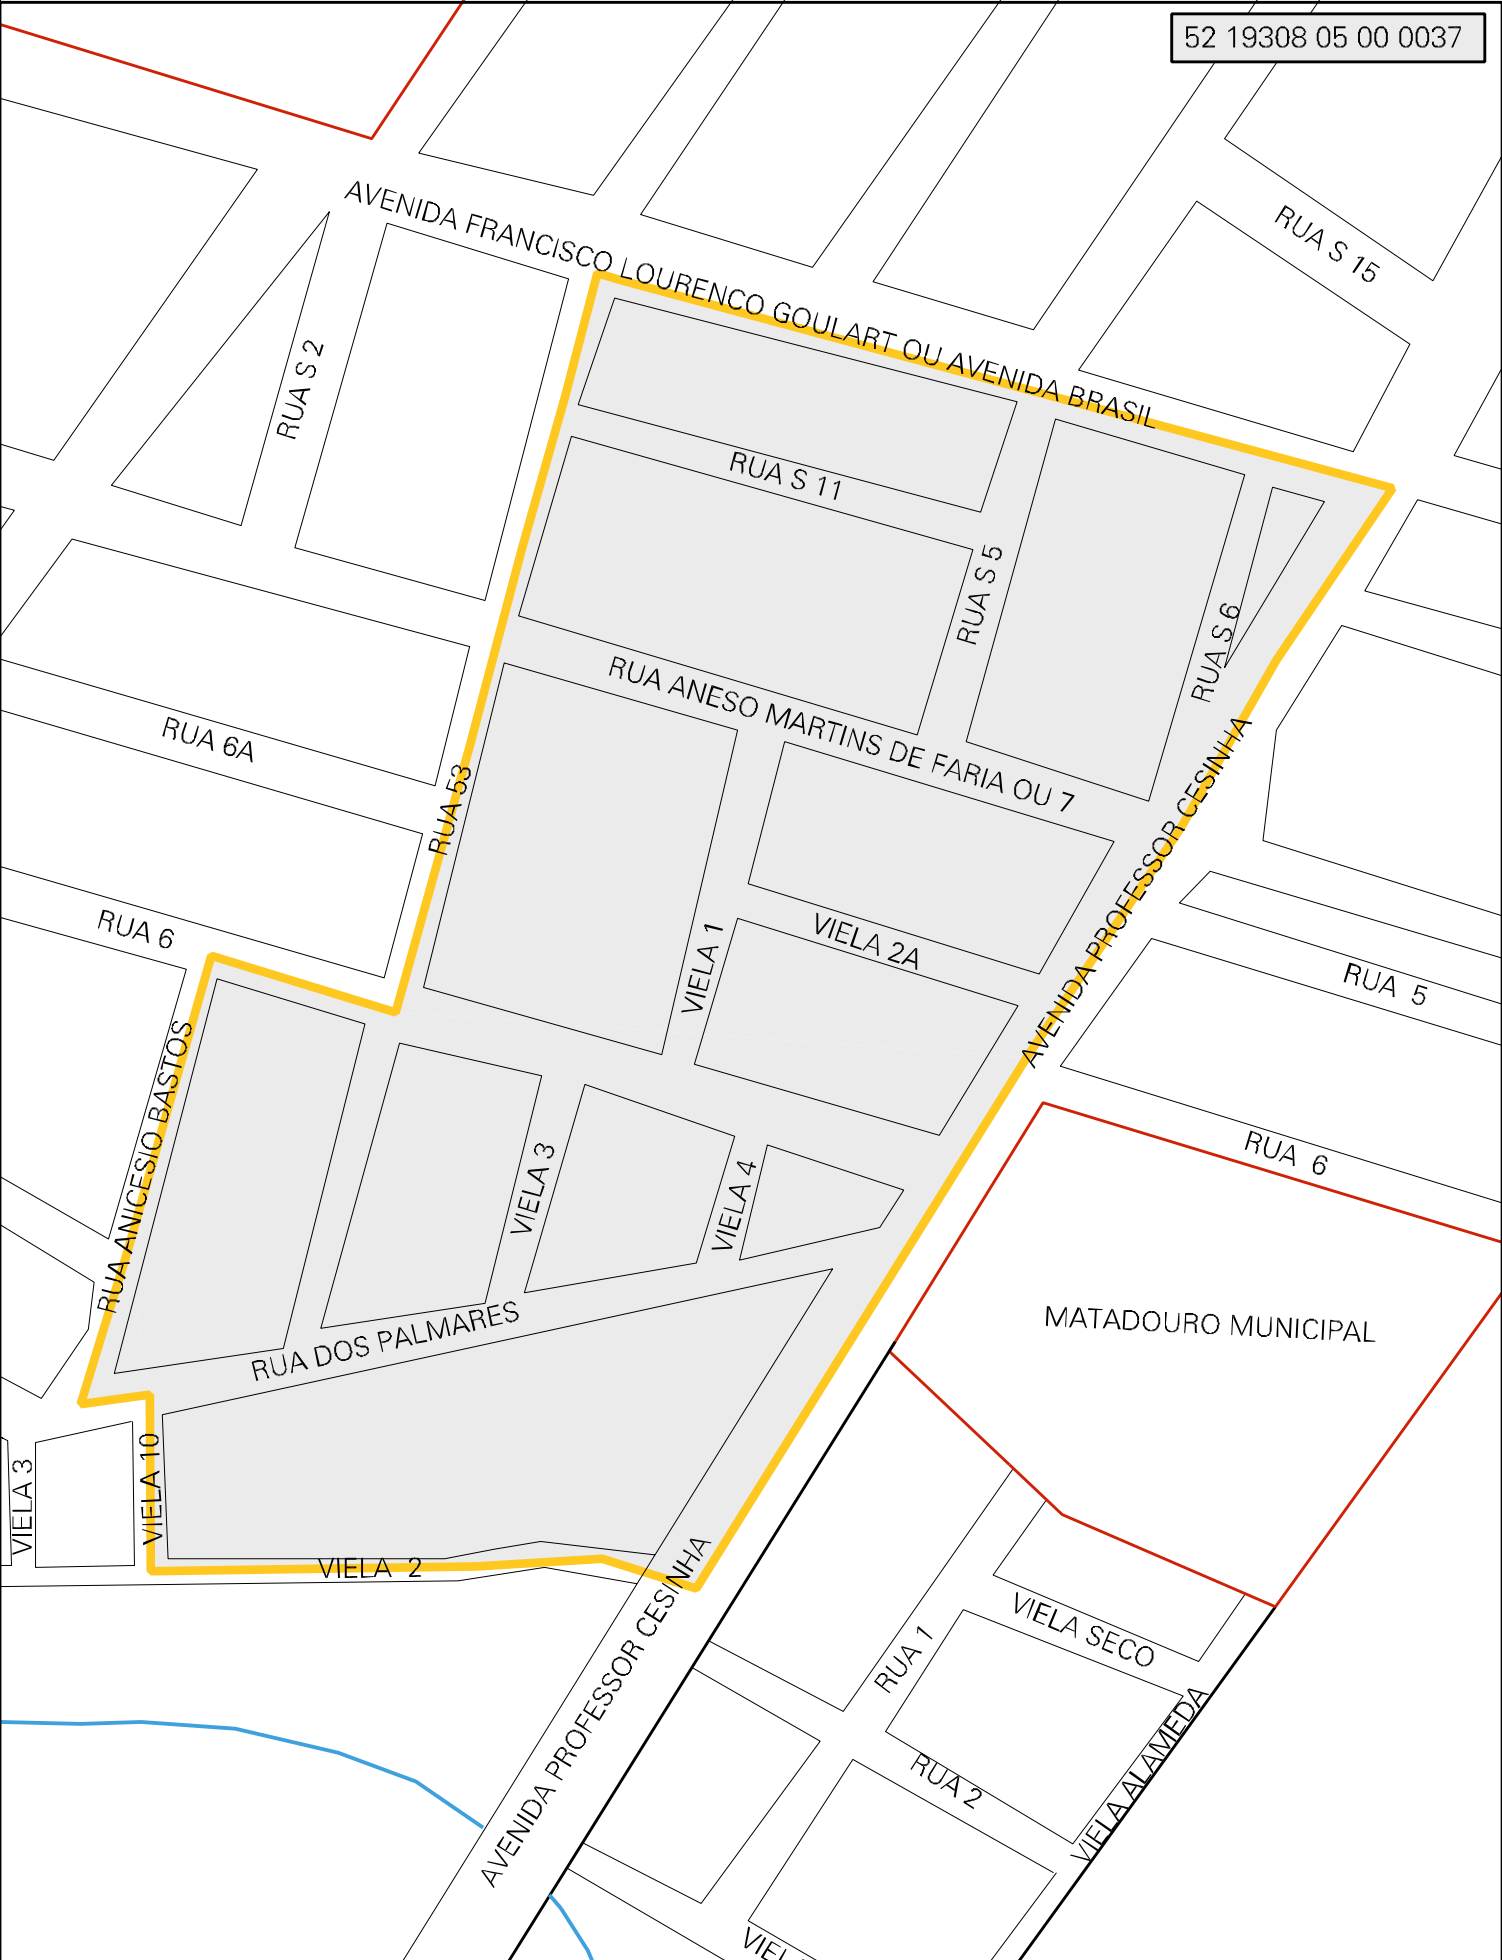 52 19308 05 00 0037
AVENIDA FRANCISCO LOURENCO GOULART OU AVENIDA BRASIL
RUA S 15
RUA S 2
RUA S 11
RUA S 5
RUA S 6
RUA ANESO MARTINS DE FARIA OU 7
RUA 6A
RUA 53
AVENIDA PROFESSOR CESINHA
RUA 6
VIELA 2A
VIELA 1
RUA 5
RUA ANICESIO BASTOS
RUA 6
VIELA 3
VIELA 4
MATADOURO MUNICIPAL
RUA DOS PALMARES
VIELA 3
VIELA 10
VIELA 2
AVENIDA PROFESSOR CESINHA
RUA 1
VIELA SECO
VIELA ALAMEDA
RUA 2